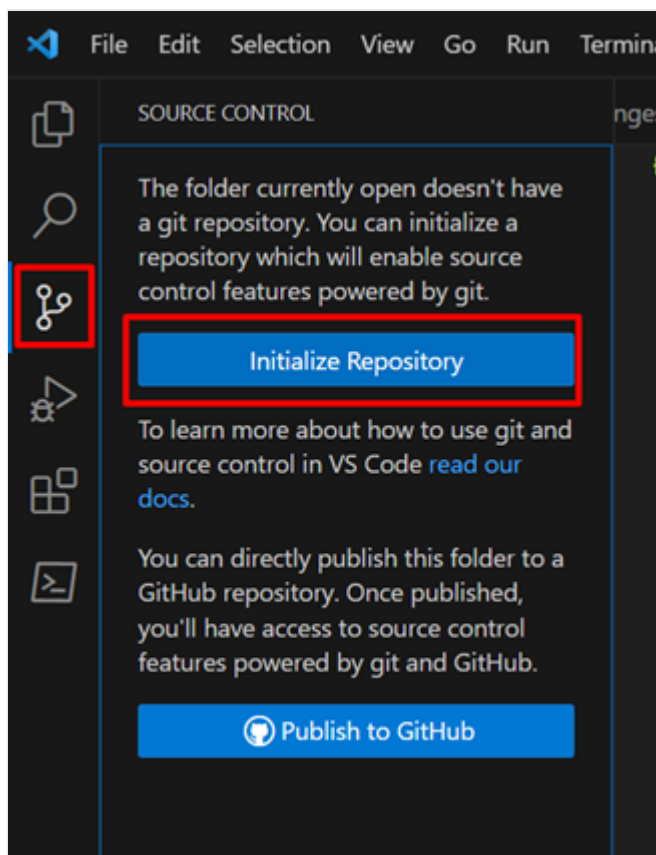 File Edit Selection View Go Run
SOURCE CONTROL
The folder currently open doesn't have
a git repository. You can initialize a
repository which will enable source
control features powered by git.
Initialize Repository
To learn more about how to use git and
source control in VS Code read our
docs.
You can directly publish this folder to a
GitHub repository. Once published,
you'll have access to source control
features powered by git and GitHub.
Publish to GitHub